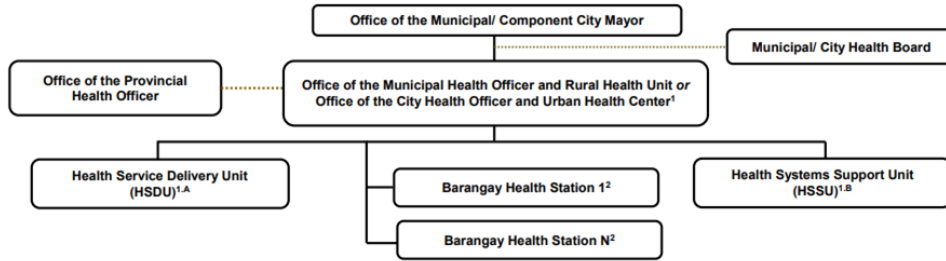 Office of the Municipal/ Component City Mayor
Municipal/ City Health Board
Office of the Provincial
Health Officer
Office of the Municipal Health Officer and Rural Health Unit or
Office of the City Health Officer and Urban Health Center¹
Health Service Delivery Unit
(HSDU)¹·ᴬ
Barangay Health Station 1²
Barangay Health Station N²
Health Systems Support Unit
(HSSU)¹·ᴮ